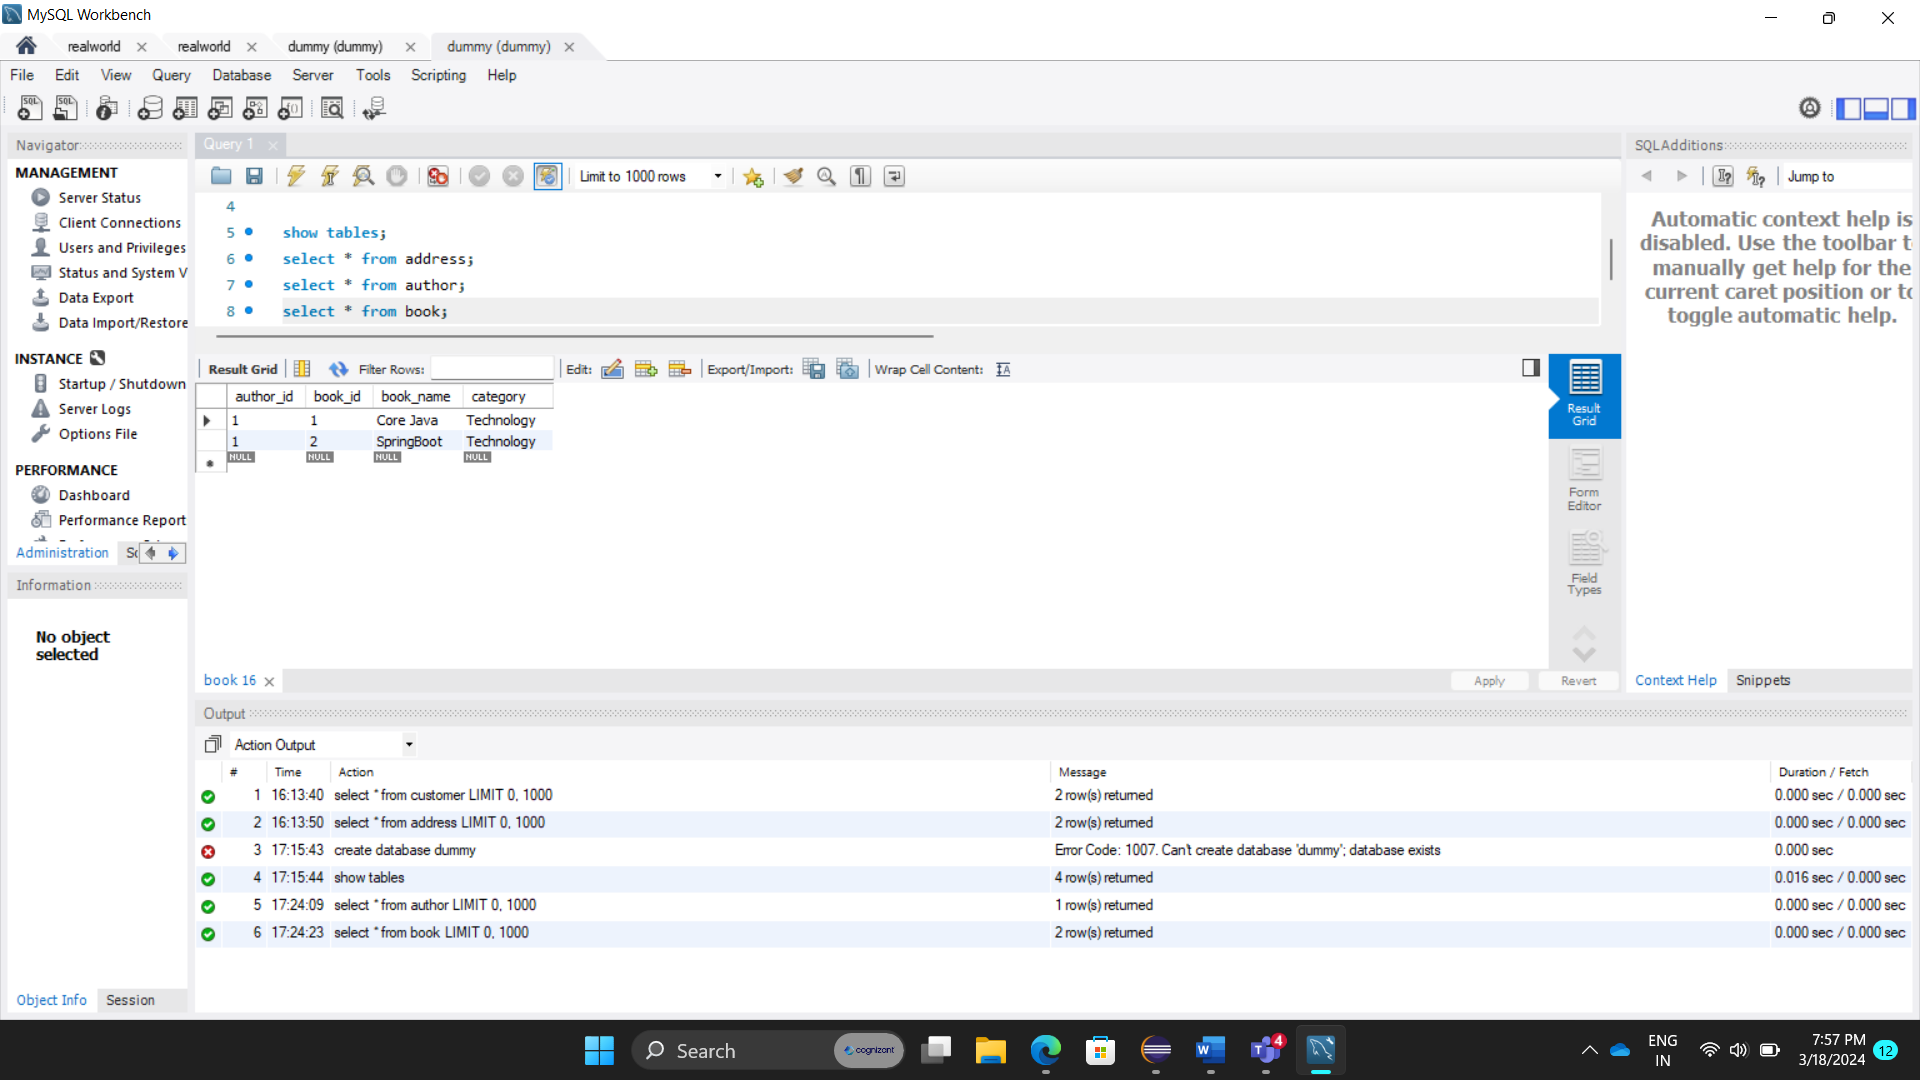 MySQL Workbench
realworld
realworld
dummy (dummy)
dummy (dummy)
File Edit View Query Database Server Tools Scripting Help
Navigator
MANAGEMENT
Server Status
Client Connections
Users and Privileges
Status and System V
Data Export
Data Import/Restore
INSTANCE
Startup / Shutdown
Server Logs
Options File
PERFORMANCE
Dashboard
Performance Report
Administration Sc
Information
No object
selected
Object Info Session
Query 1
Limit to 1000 rows
4
5 show tables;
6 select * from address;
7 select * from author;
8 select * from book;
Result Grid Filter Rows: Edit: Export/Import: Wrap Cell Content:
author_id book_id book_name category
1 1 Core Java Technology
1 2 SpringBoot Technology
NULL NULL NULL NULL
Result
Grid
Form
Editor
Field
Types
book 16
Apply Revert
SQLAdditions
Jump to
Automatic context help is
disabled. Use the toolbar t
manually get help for the
current caret position or to
toggle automatic help.
Context Help Snippets
Output
Action Output
# Time Action Message Duration / Fetch
1 16:13:40 select * from customer LIMIT 0, 1000 2 row(s) returned 0.000 sec / 0.000 sec
2 16:13:50 select * from address LIMIT 0, 1000 2 row(s) returned 0.000 sec / 0.000 sec
3 17:15:43 create database dummy Error Code: 1007. Can't create database 'dummy'; database exists 0.000 sec
4 17:15:44 show tables 4 row(s) returned 0.016 sec / 0.000 sec
5 17:24:09 select * from author LIMIT 0, 1000 1 row(s) returned 0.000 sec / 0.000 sec
6 17:24:23 select * from book LIMIT 0, 1000 2 row(s) returned 0.000 sec / 0.000 sec
Search
cognizant
4
ENG
IN
7:57 PM
3/18/2024
12